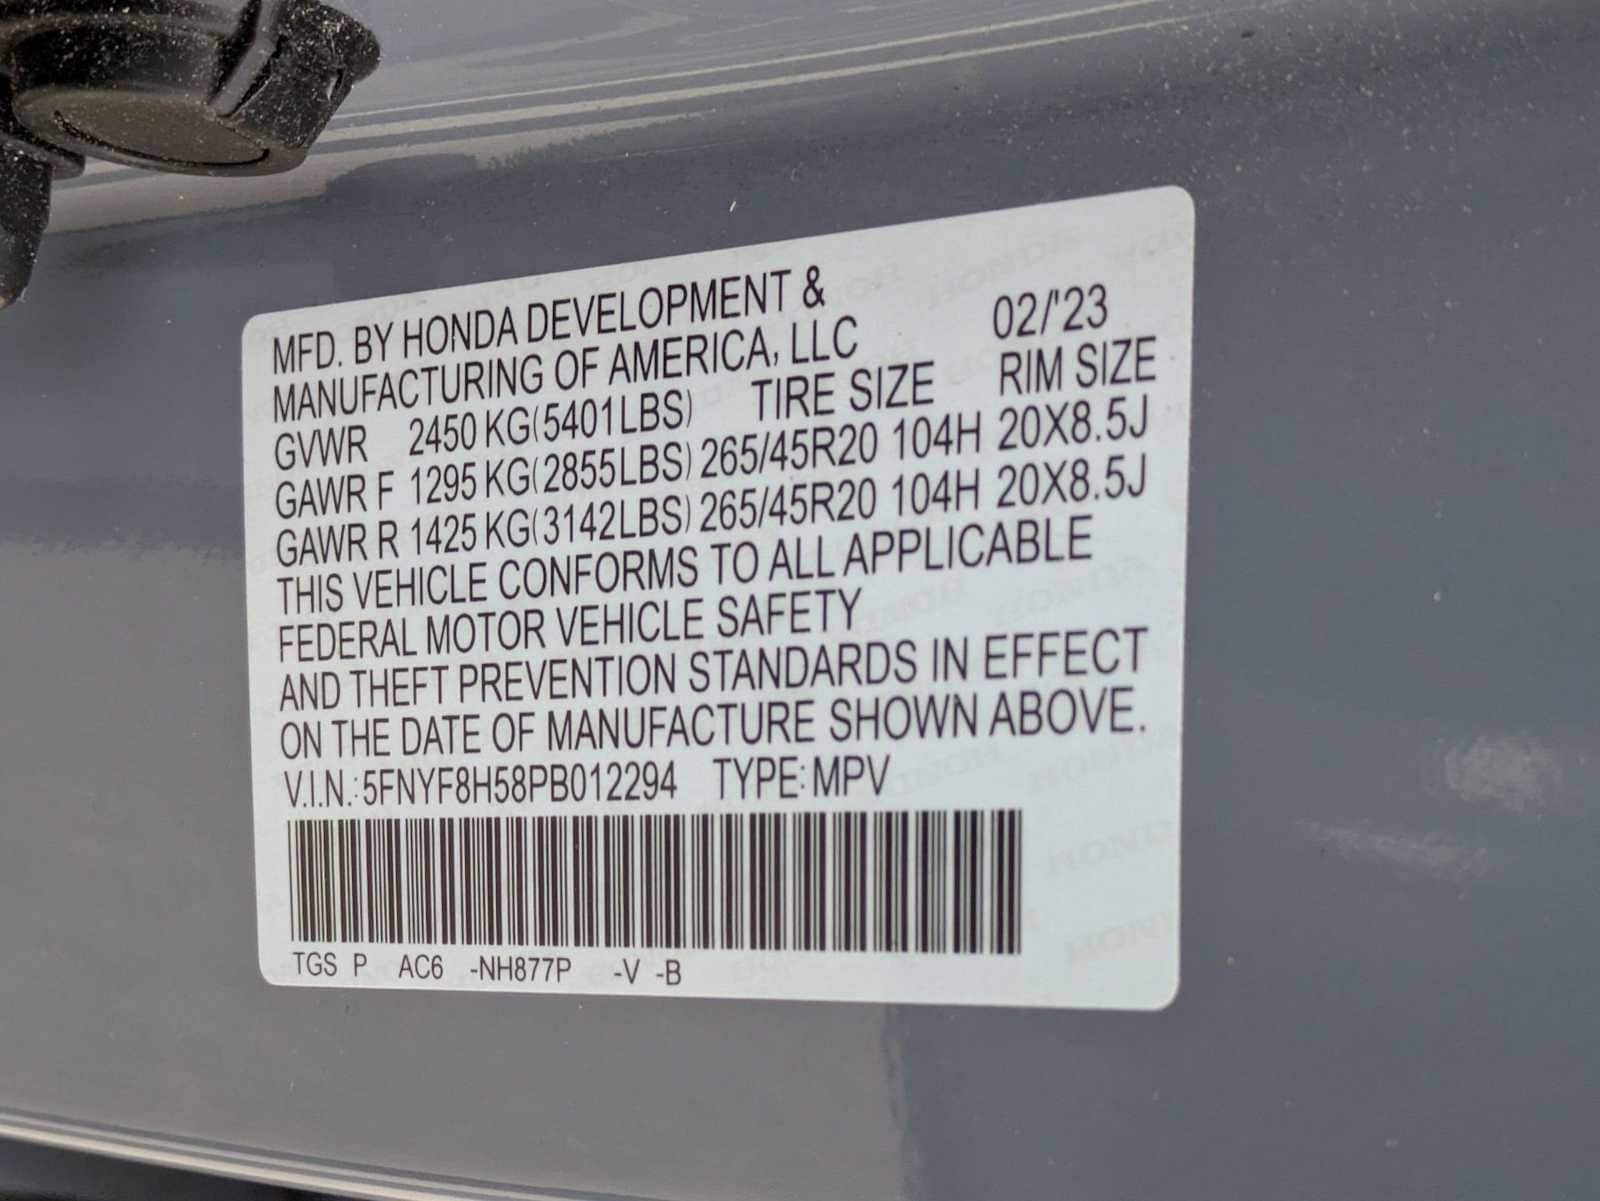 MFD. BY HONDA DEVELOPMENT &
MANUFACTURING OF AMERICA, LLC 02/'23
GVWR 2450 KG(5401LBS) TIRE SIZE RIM SIZE
GAWR F 1295 KG(2855LBS) 265/45R20 104H 20X8.5J
GAWR R 1425 KG(3142LBS) 265/45R20 104H 20X8.5J
THIS VEHICLE CONFORMS TO ALL APPLICABLE
FEDERAL MOTOR VEHICLE SAFETY
AND THEFT PREVENTION STANDARDS IN EFFECT
ON THE DATE OF MANUFACTURE SHOWN ABOVE.
V.I.N.: 5FNYF8H58PB012294 TYPE: MPV
TGS P AC6 -NH877P -V -B